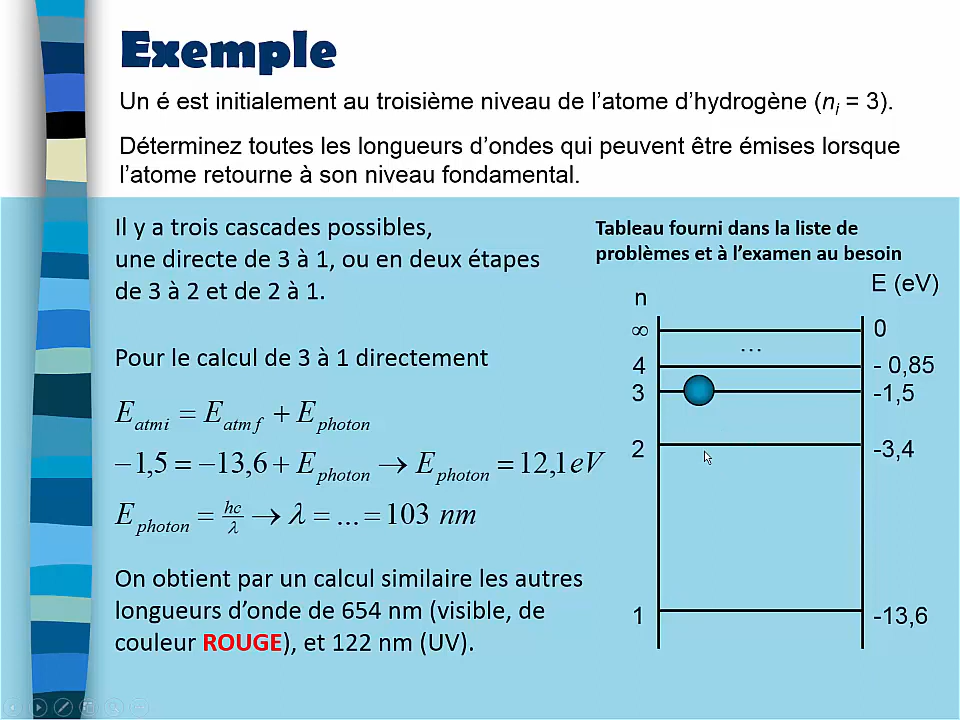 Exemple
Un é est initialement au troisième niveau de l’atome d’hydrogène (ni = 3).
Déterminez toutes les longueurs d’ondes qui peuvent être émises lorsque
l’atome retourne à son niveau fondamental.
Il y a trois cascades possibles,
une directe de 3 à 1, ou en deux étapes
de 3 à 2 et de 2 à 1.
Pour le calcul de 3 à 1 directement
E_atmi = E_atmf + E_photon
−1,5 = −13,6 + E_photon → E_photon = 12,1eV
E_photon = hc/λ → λ = ... = 103 nm
On obtient par un calcul similaire les autres
longueurs d’onde de 654 nm (visible, de
couleur ROUGE), et 122 nm (UV).
Tableau fourni dans la liste de
problèmes et à l’examen au besoin
n E (eV)
∞ 0
...
4 - 0,85
3 -1,5
2 -3,4
1 -13,6